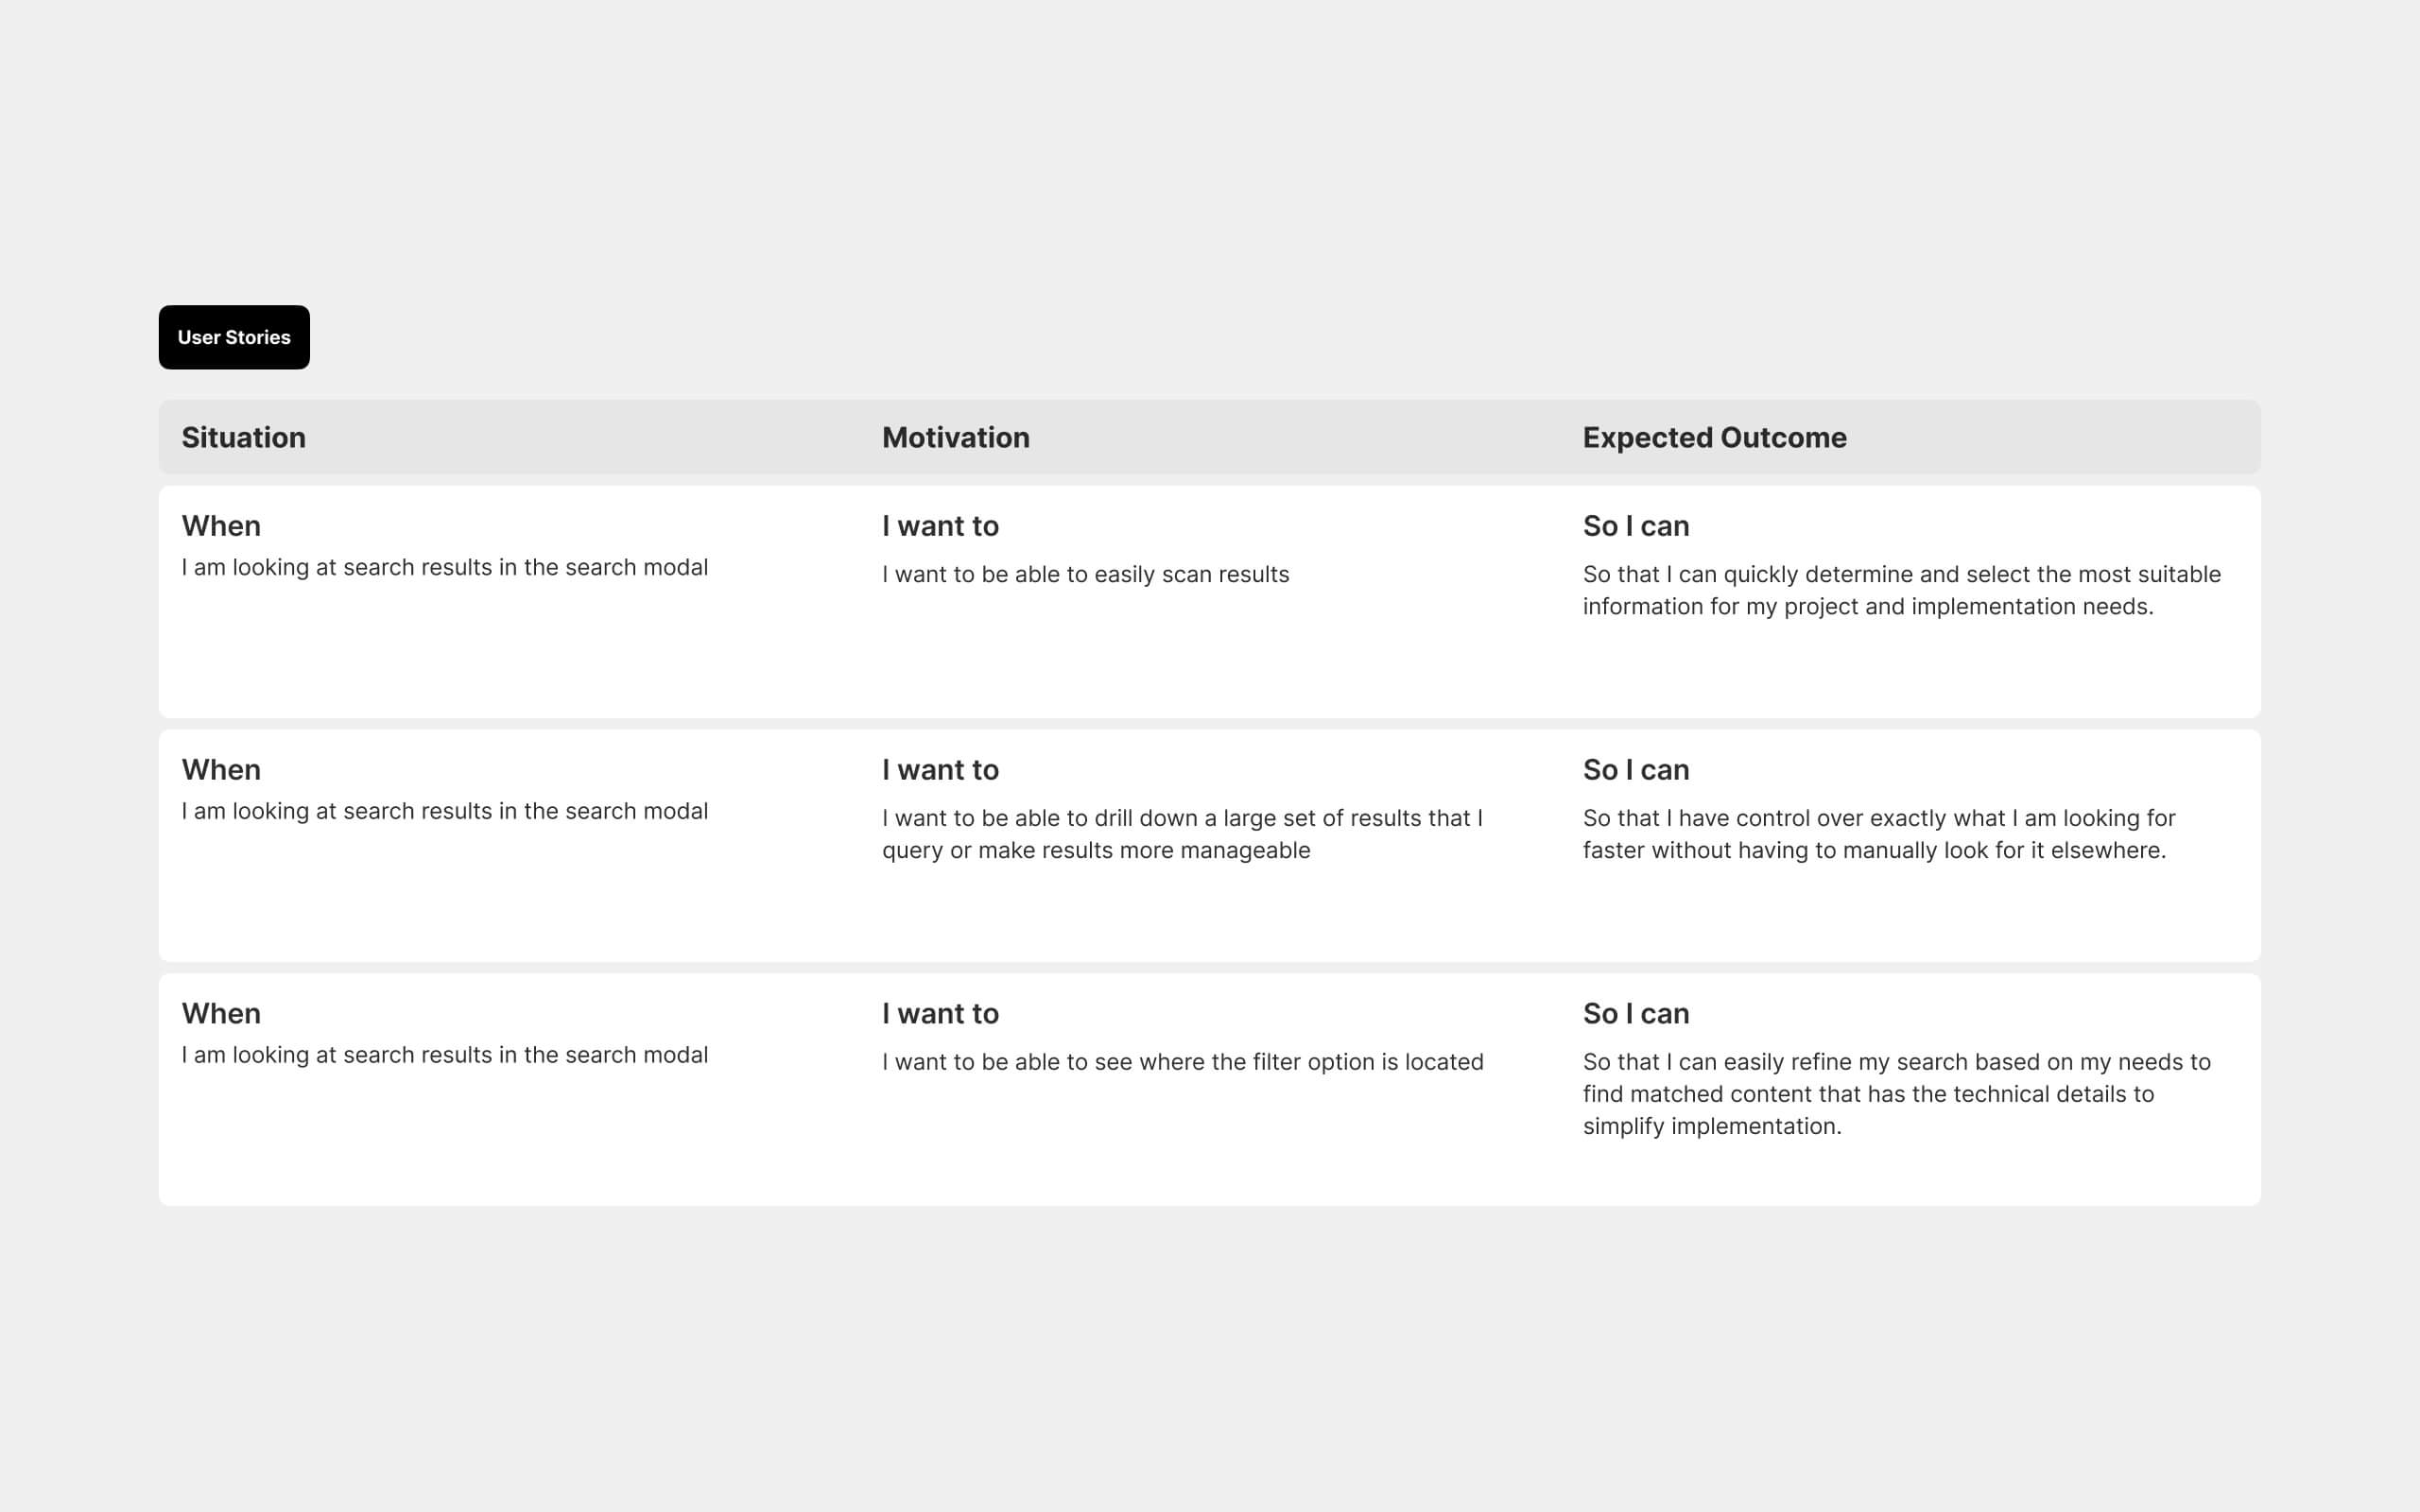 User Stories
Situation
Motivation
Expected Outcome
When
I am looking at search results in the search modal
I want to
I want to be able to easily scan results
So I can
So that I can quickly determine and select the most suitable
information for my project and implementation needs.
When
I am looking at search results in the search modal
I want to
I want to be able to drill down a large set of results that I
query or make results more manageable
So I can
So that I have control over exactly what I am looking for
faster without having to manually look for it elsewhere.
When
I am looking at search results in the search modal
I want to
I want to be able to see where the filter option is located
So I can
So that I can easily refine my search based on my needs to
find matched content that has the technical details to
simplify implementation.